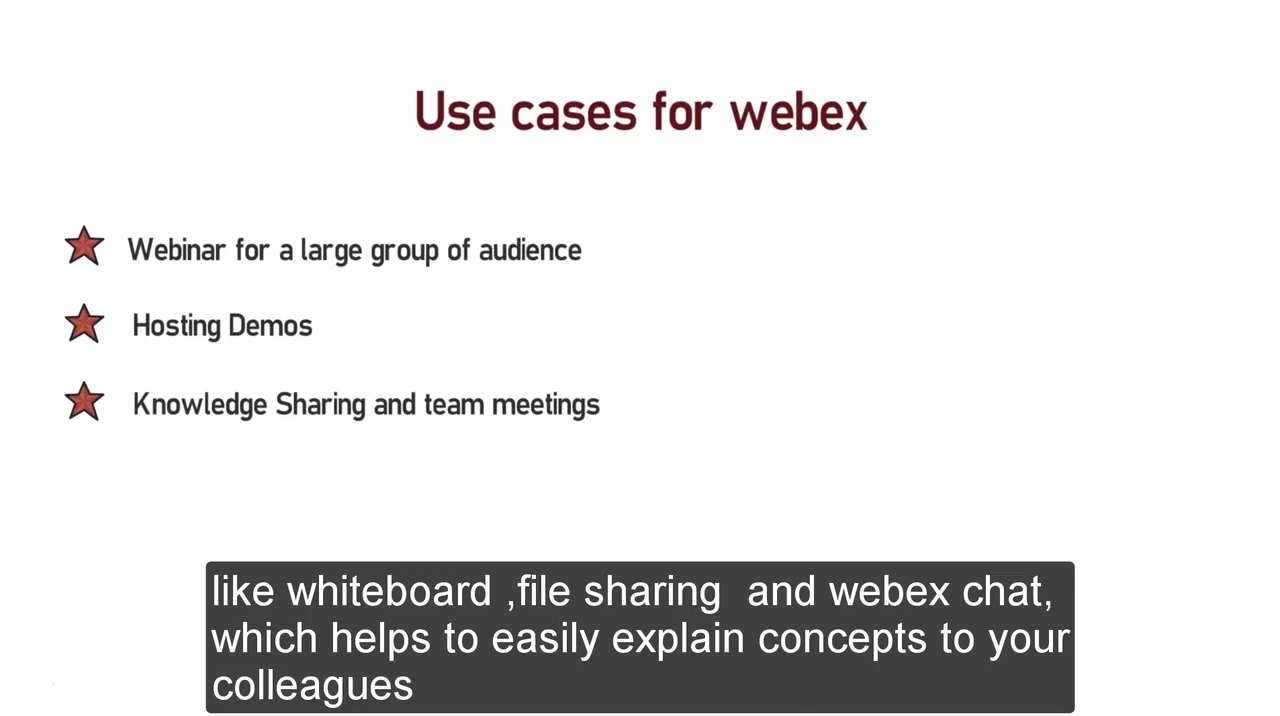 Use cases for webex
Webinar for a large group of audience
Hosting Demos
Knowledge Sharing and team meetings
like whiteboard ,file sharing  and webex chat,
which helps to easily explain concepts to your
colleagues